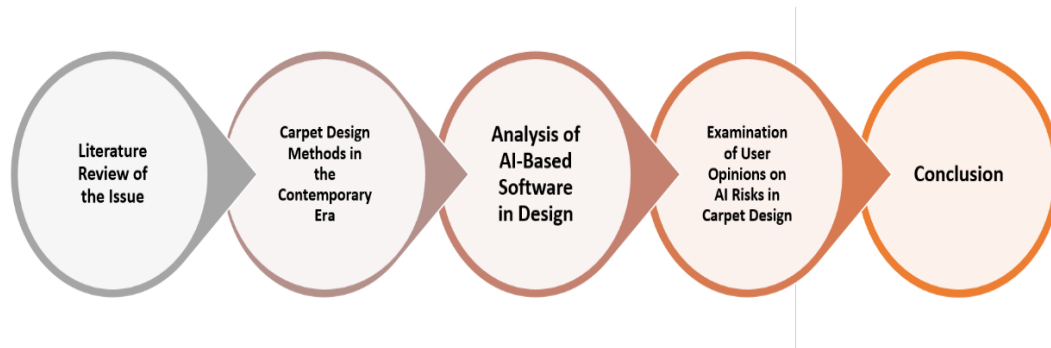 Literature
Review of
the Issue
Carpet Design
Methods in
the
Contemporary
Era
Analysis of
AI-Based
Software
in Design
Examination
of User
Opinions on
AI Risks in
Carpet Design
Conclusion